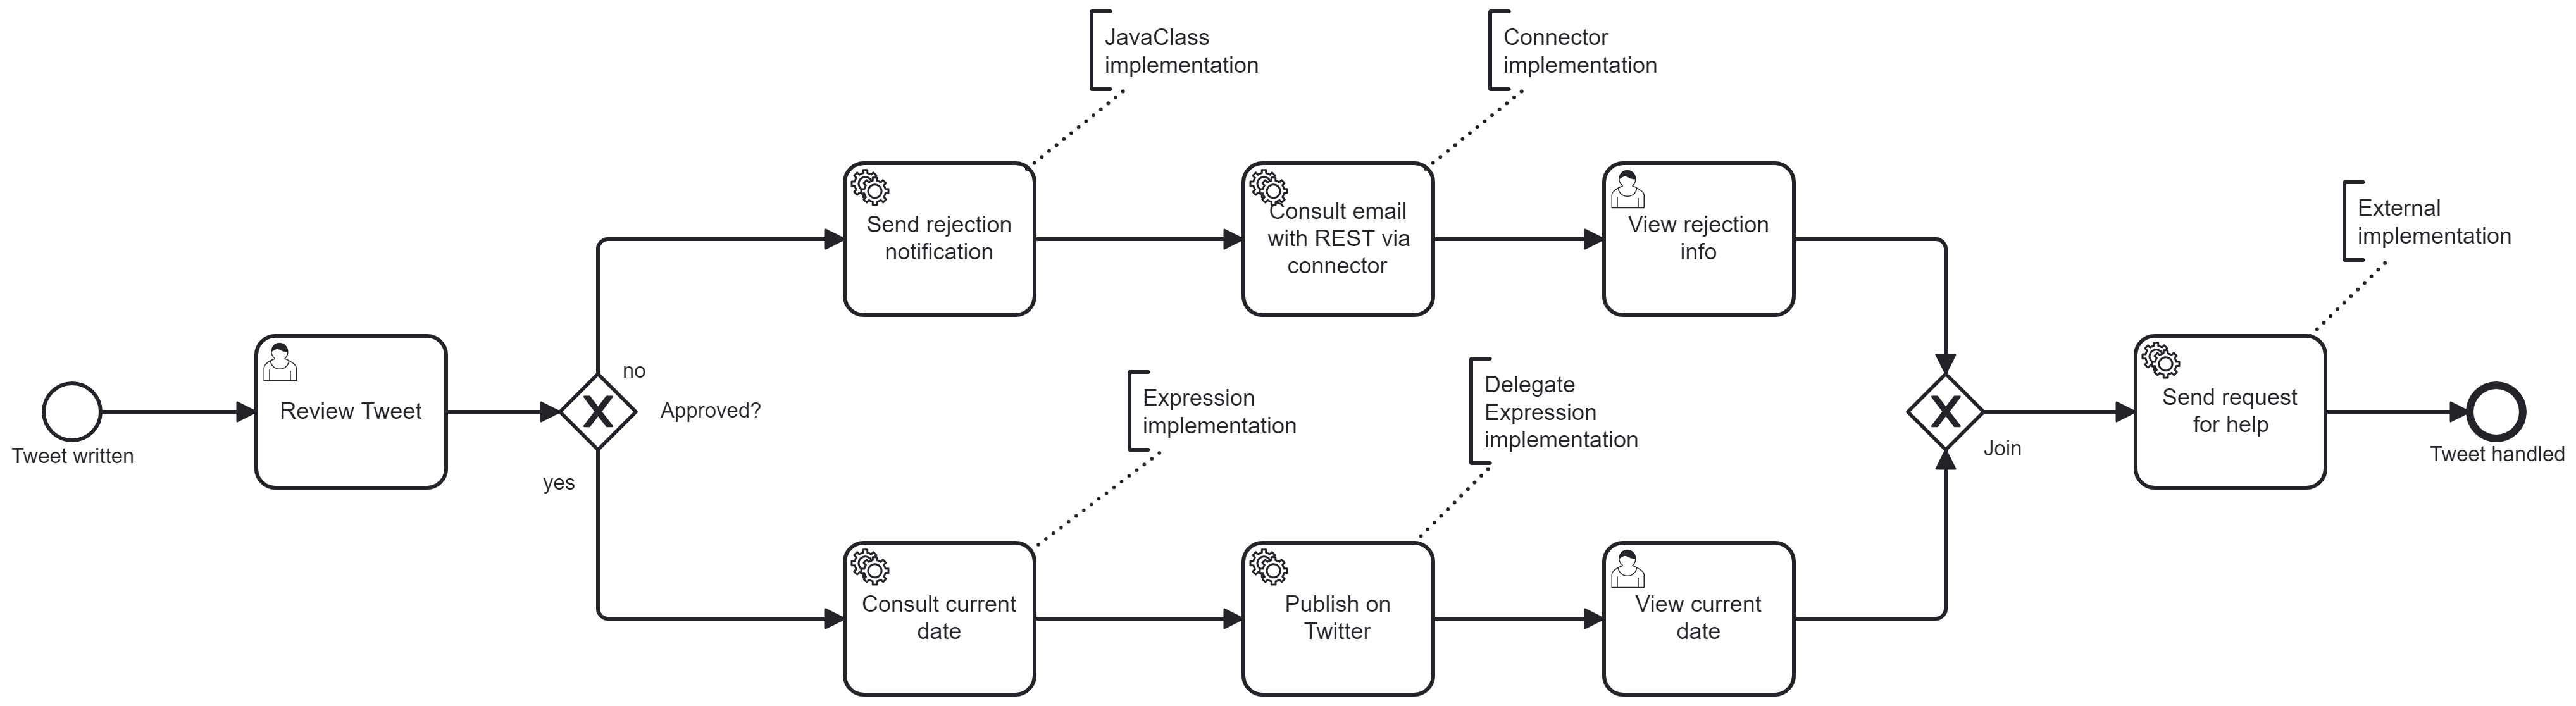 JavaClass
implementation
Connector
implementation
Send rejection
notification
Consult email
with REST via
connector
View rejection
info
External
implementation
Tweet written
Review Tweet
no
Approved?
yes
Expression
implementation
Delegate
Expression
implementation
Join
Send request
for help
Tweet handled
Consult current
date
Publish on
Twitter
View current
date